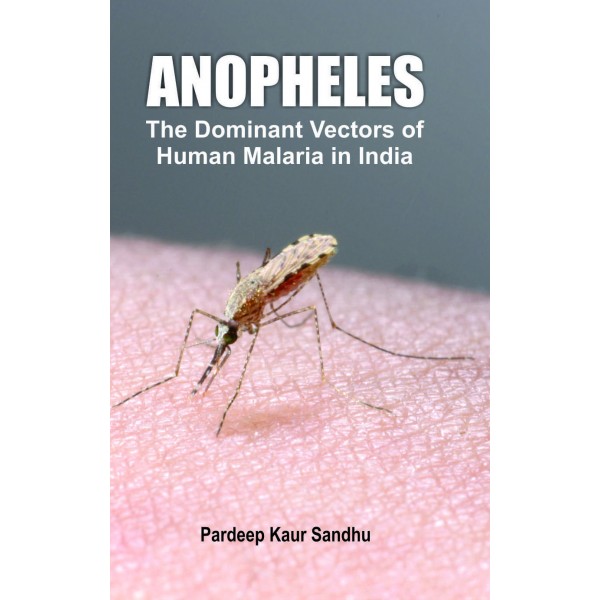 ANOPHELES
The Dominant Vectors of
Human Malaria in India
Pardeep Kaur Sandhu